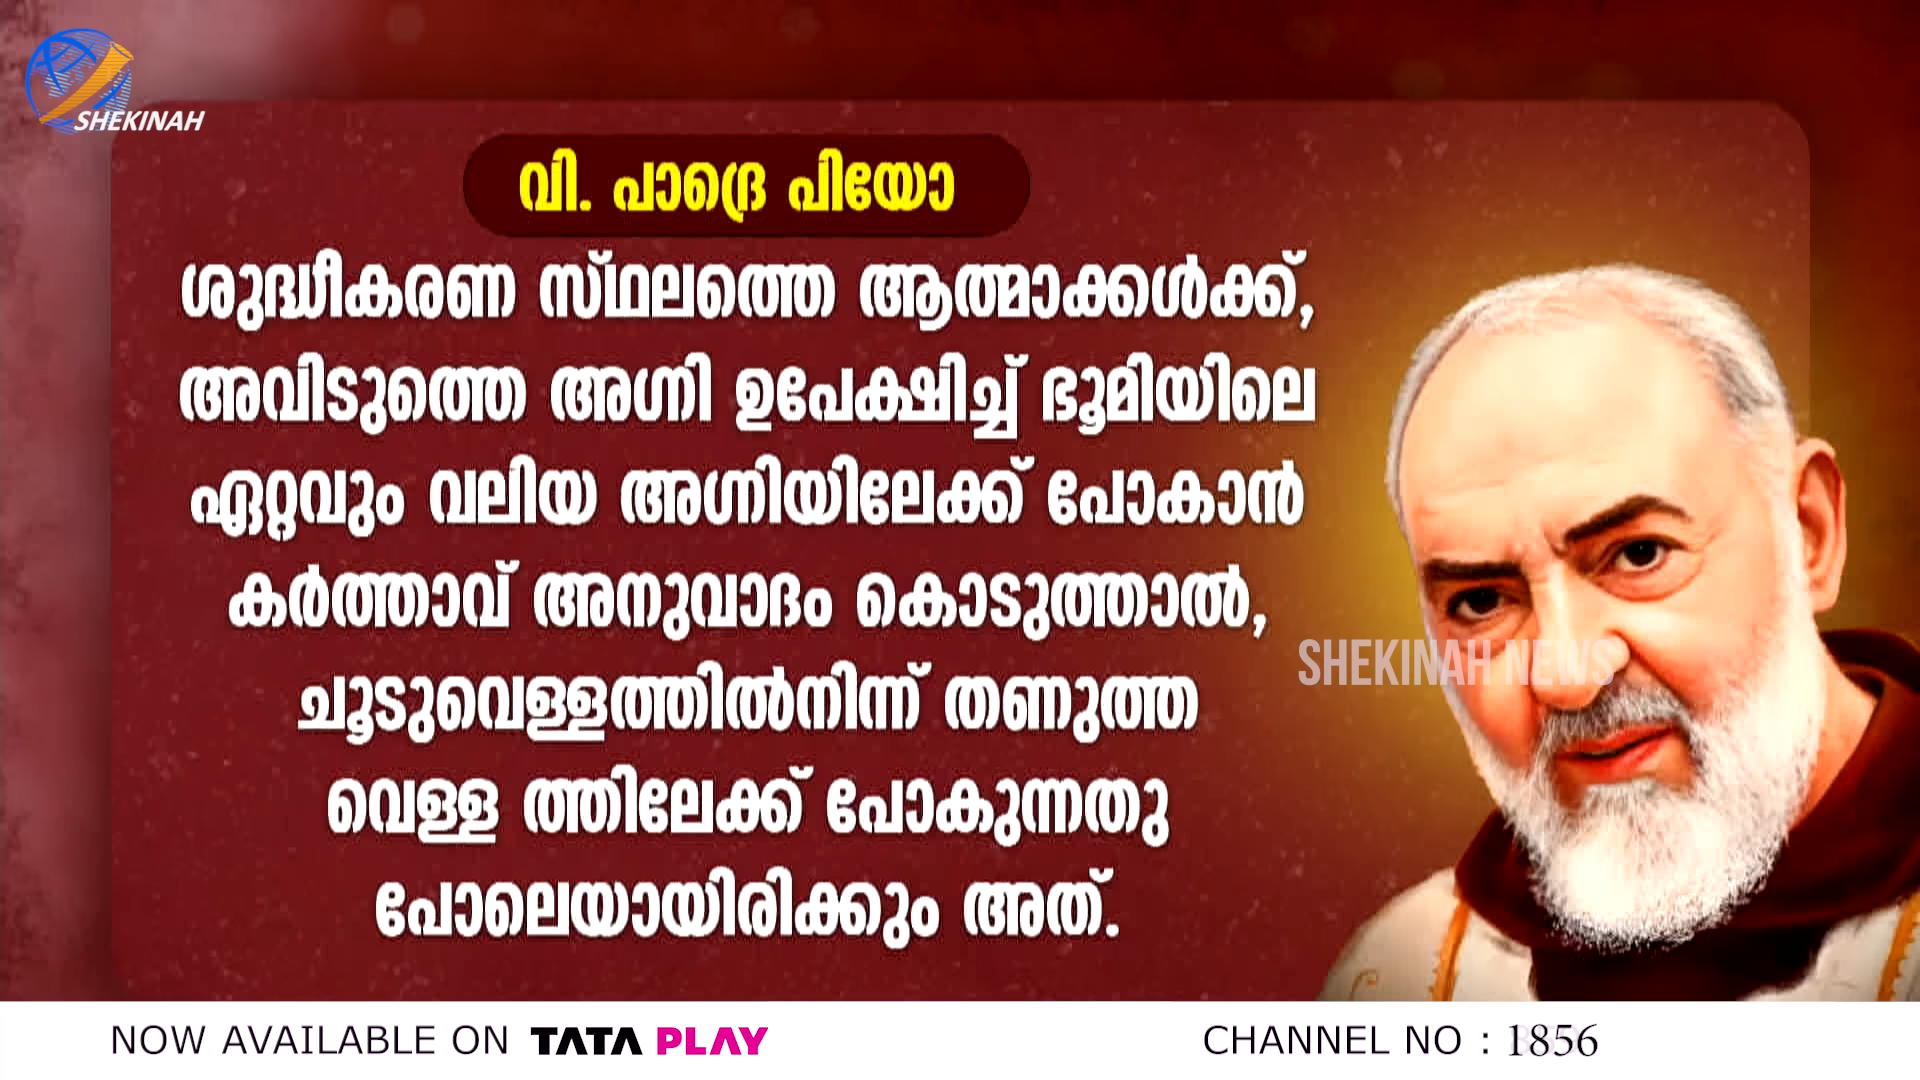 SHEKINAH
വി. പാദ്രെ പിയോ
ശുദ്ധീകരണ സ്ഥലത്തെ ആത്മാക്കൾക്ക്,
അവിടുത്തെ അഗ്നി ഉപേക്ഷിച്ച് ഭൂമിയിലെ
ഏറ്റവും വലിയ അഗ്നിയിലേക്ക് പോകാൻ
കർത്താവ് അനുവാദം കൊടുത്താൽ,
ചൂടുവെള്ളത്തിൽനിന്ന് തണുത്ത
വെള്ള ത്തിലേക്ക് പോകുന്നതു
പോലെയായിരിക്കും അത്.
SHEKINAH NEWS
NOW AVAILABLE ON TATA PLAY
CHANNEL NO : 1856